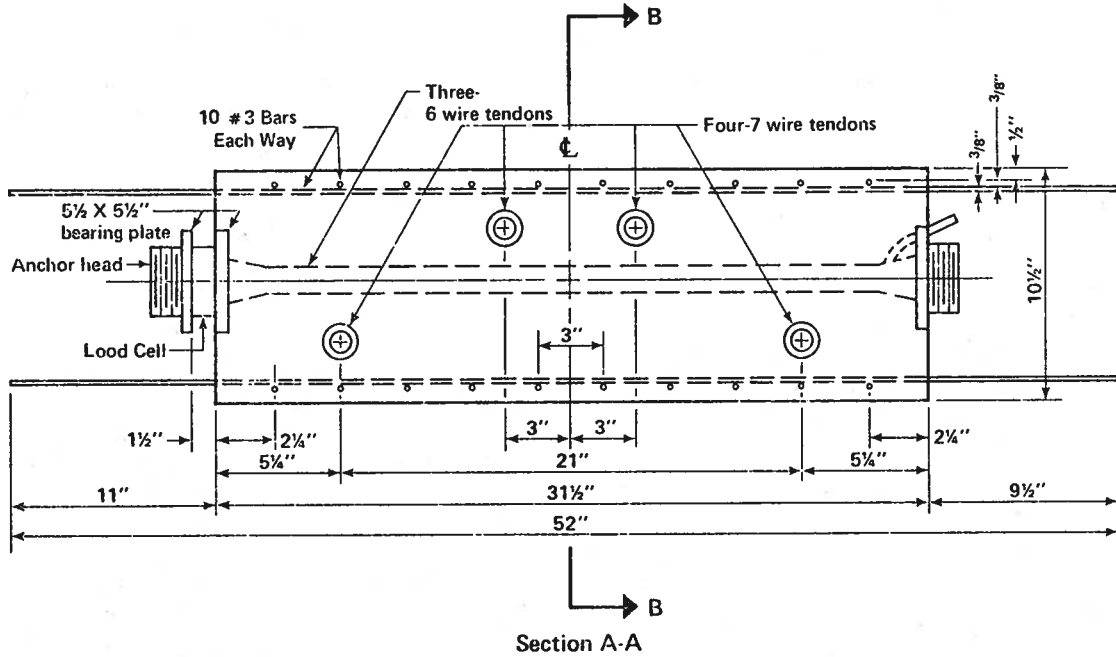 B
Three-
6 wire tendons
10 #3 Bars
Each Way
Four-7 wire tendons
℄
3/8"
3/8"
½"
5½ X 5½"
bearing plate
Anchor head
Lood Cell
10½"
3"
1½"
2¼"
3"
3"
2¼"
5¼"
21"
5¼"
11"
31½"
9½"
52"
B
Section A-A